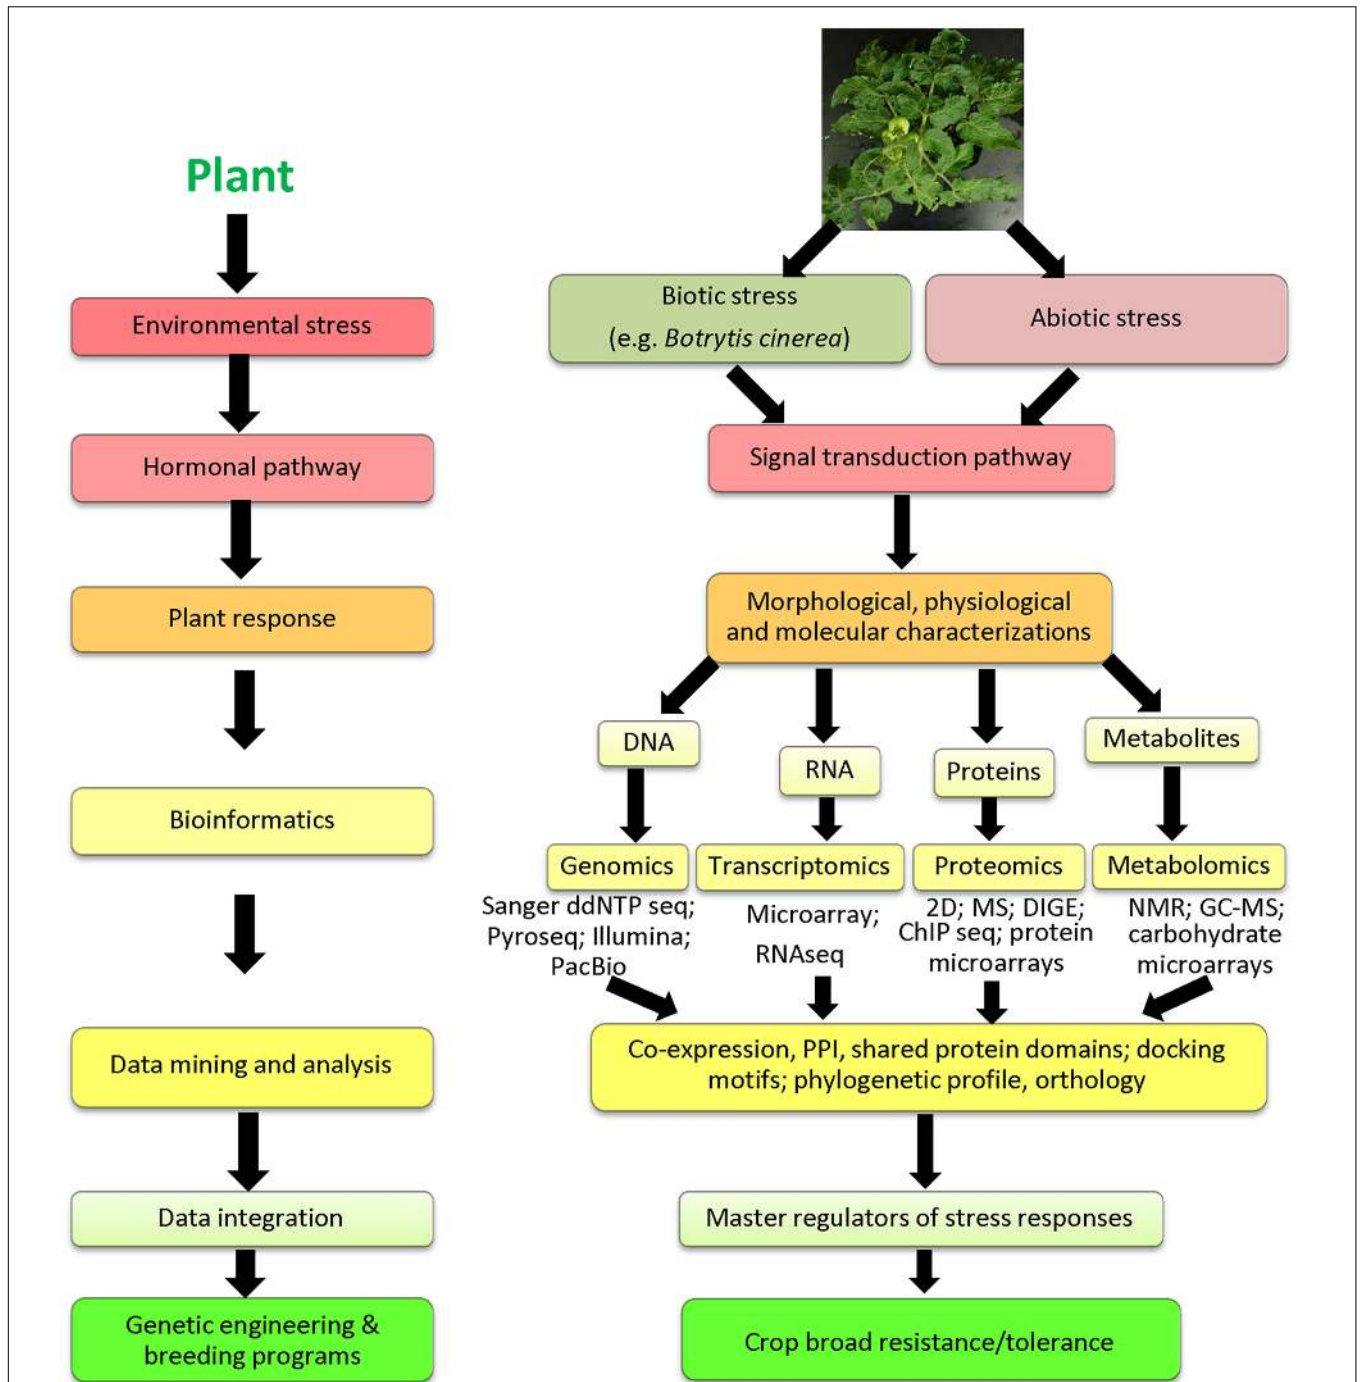 Plant
Environmental stress
Hormonal pathway
Plant response
Bioinformatics
Data mining and analysis
Data integration
Genetic engineering &
breeding programs
Biotic stress
(e.g. Botrytis cinerea)
Abiotic stress
Signal transduction pathway
Morphological, physiological
and molecular characterizations
DNA
RNA
Proteins
Metabolites
Genomics
Sanger ddNTP seq;
Pyroseq; Illumina;
PacBio
Transcriptomics
Microarray;
RNAseq
Proteomics
2D; MS; DIGE;
ChIP seq; protein
microarrays
Metabolomics
NMR; GC-MS;
carbohydrate
microarrays
Co-expression, PPI, shared protein domains; docking
motifs; phylogenetic profile, orthology
Master regulators of stress responses
Crop broad resistance/tolerance